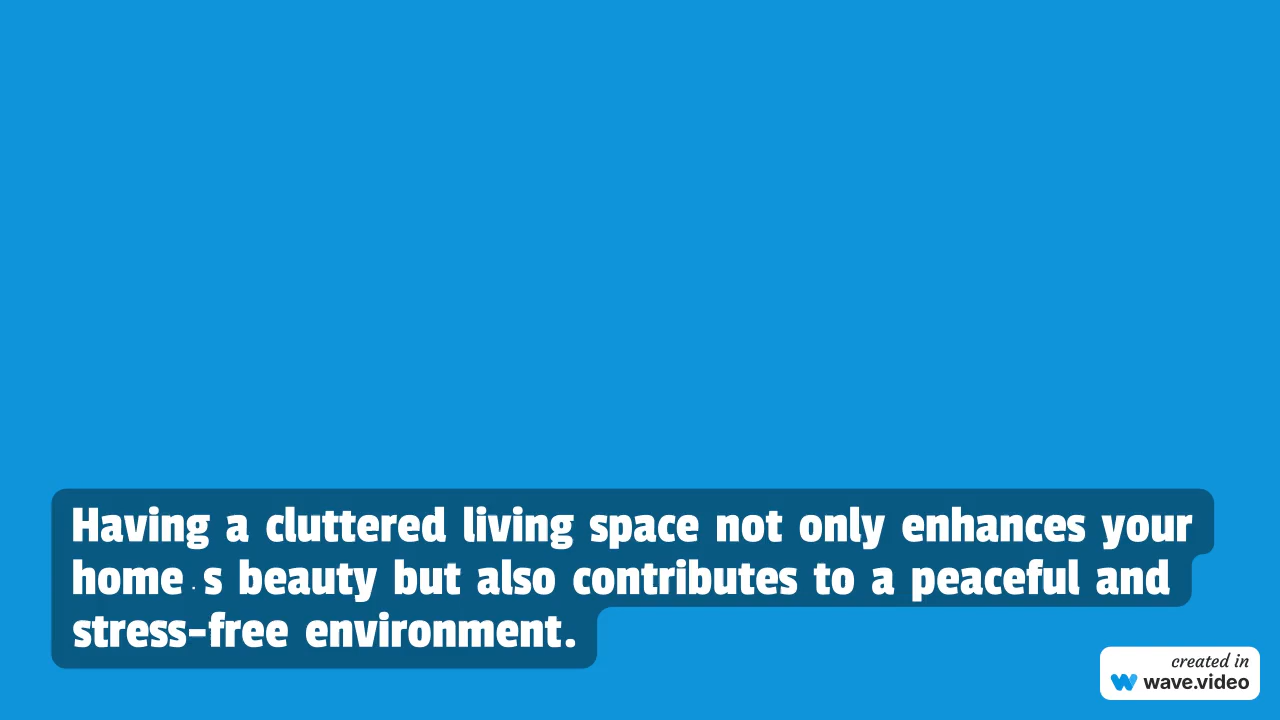 Having a cluttered living space not only enhances your
home . s beauty but also contributes to a peaceful and
stress-free environment.
created in
wave.video